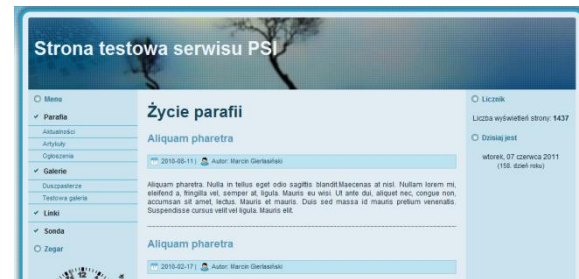 Strona testowa serwisu PSI
Menu
Parafia
Aktualności
Artykuły
Ogłoszenia
Galerie
Duszpasterze
Testowa galeria
Linki
Sonda
Zegar
12
Życie parafii
Aliquam pharetra
2010-05-11 | Autor: Marcin Gierlasiński
Aliquam pharetra. Nulla in tellus eget odio sagittis blandit.Maecenas at nisl. Nullam lorem mi,
eleifend a, fringilla vel, semper at, ligula. Mauris eu wisi. Ut ante dui, aliquet nec, congue non,
accumsan sit amet, lectus. Mauris et mauris. Duis sed massa id mauris pretium venenatis.
Suspendisse cursus velit vel ligula. Mauris elit.
Aliquam pharetra
2010-02-17 | Autor: Marcin Gierlasiński
Licznik
Liczba wyświetleń strony: 1437
Dzisiaj jest
wtorek, 07 czerwca 2011
(158. dzień roku)